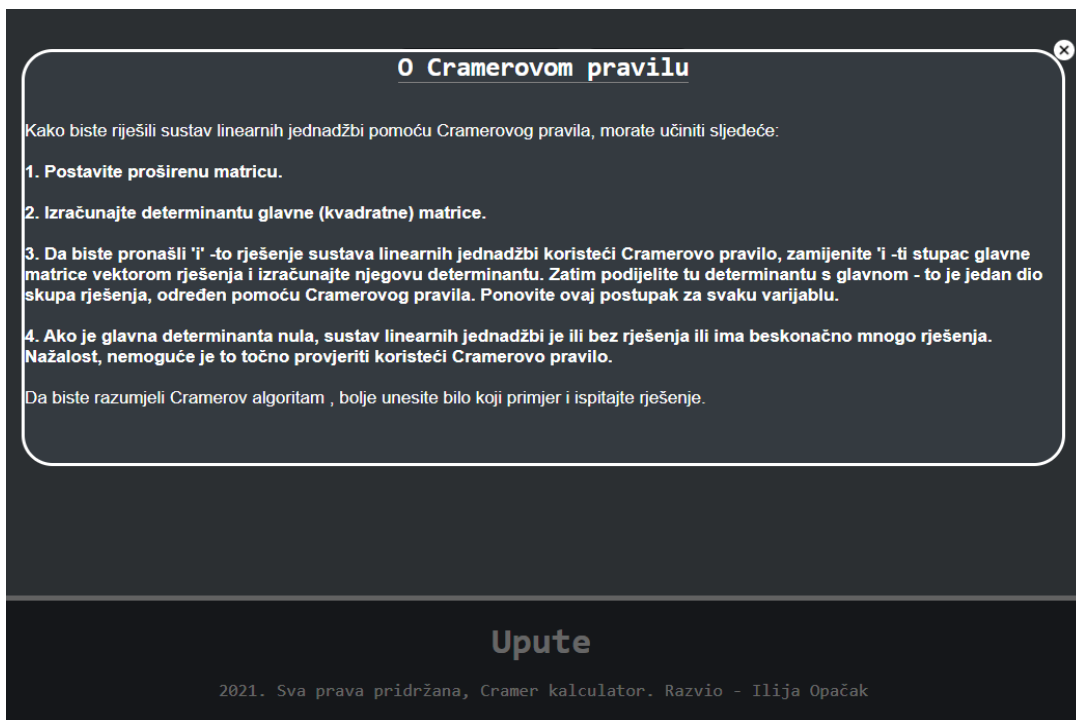 O Cramerovom pravilu
Kako biste riješili sustav linearnih jednadžbi pomoću Cramerovog pravila, morate učiniti sljedeće:
1. Postavite proširenu matricu.
2. Izračunajte determinantu glavne (kvadratne) matrice.
3. Da biste pronašli 'i' -to rješenje sustava linearnih jednadžbi koristeći Cramerovo pravilo, zamijenite 'i -ti stupac glavne
matrice vektorom rješenja i izračunajte njegovu determinantu. Zatim podijelite tu determinantu s glavnom - to je jedan dio
skupa rješenja, određen pomoću Cramerovog pravila. Ponovite ovaj postupak za svaku varijablu.
4. Ako je glavna determinanta nula, sustav linearnih jednadžbi je ili bez rješenja ili ima beskonačno mnogo rješenja.
Nažalost, nemoguće je to točno provjeriti koristeći Cramerovo pravilo.
Da biste razumjeli Cramerov algoritam , bolje unesite bilo koji primjer i ispitajte rješenje.
Upute
2021. Sva prava pridržana, Cramer kalculator. Razvio - Ilija Opačak